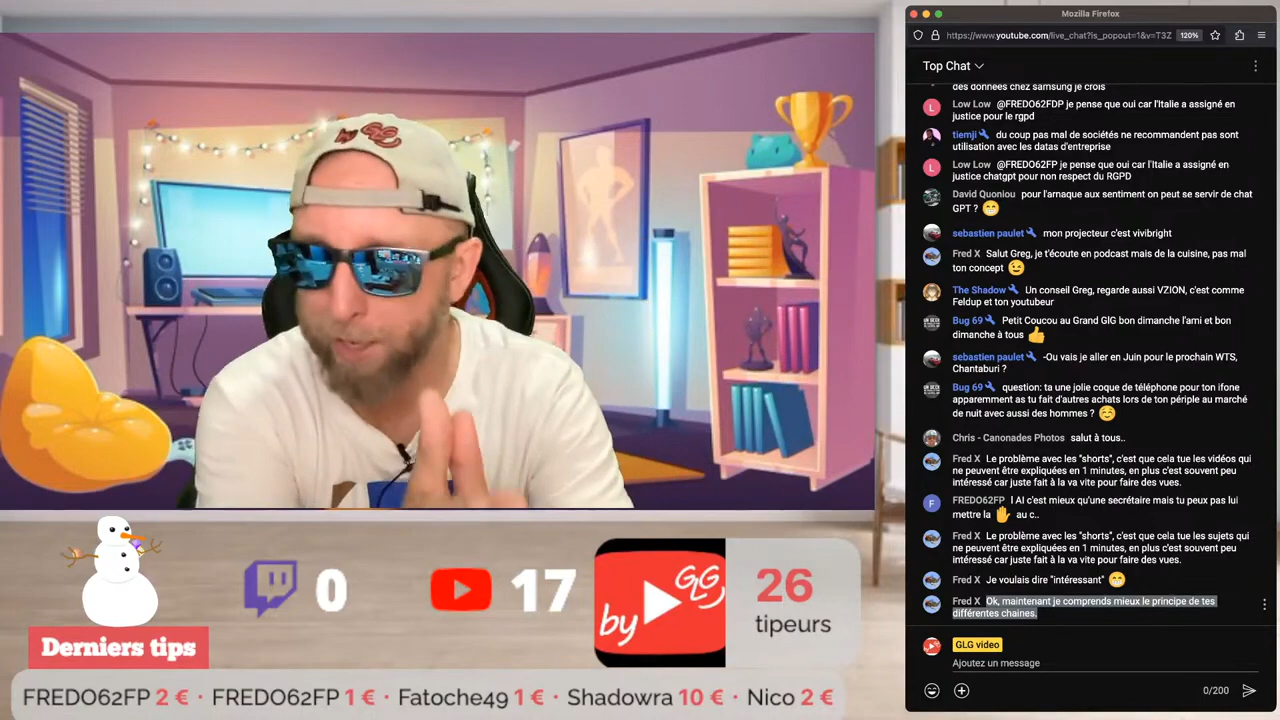 Mozilla Firefox
https://www.youtube.com/live_chat?is_popout=1&v=T3Z
120%
Top Chat
des données chez samsung je crois
Low Low @FREDO62FDP je pense que oui car l'Italie a assigné en
justice pour le rgpd
tiemji du coup pas mal de sociétés ne recommandent pas sont
utilisation avec les datas d'entreprise
Low Low @FREDO62FP je pense que oui car l'Italie a assigné en
justice chatgpt pour non respect du RGPD
David Quoniou pour l'arnaque aux sentiment on peut se servir de chat
GPT ? 😁
sebastien paulet mon projecteur c'est vivibright
Fred X Salut Greg, je t'écoute en podcast mais de la cuisine, pas mal
ton concept 😉
The Shadow Un conseil Greg, regarde aussi VZION, c'est comme
Feldup et ton youtubeur
Bug 69 Petit Coucou au Grand GIG bon dimanche l'ami et bon
dimanche à tous 👍
sebastien paulet -Ou vais je aller en Juin pour le prochain WTS,
Chantaburi ?
Bug 69 question: ta une jolie coque de téléphone pour ton ifone
apparemment as tu fait d'autres achats lors de ton périple au marché
de nuit avec aussi des hommes ? ☺️
Chris - Canonades Photos salut à tous..
Fred X Le problème avec les "shorts", c'est que cela tue les vidéos qui
ne peuvent être expliquées en 1 minutes, en plus c'est souvent peu
intéressé car juste fait à la va vite pour faire des vues.
FREDO62FP l AI c'est mieux qu'une secrétaire mais tu peux pas lui
mettre la ✋ au c..
Fred X Le problème avec les "shorts", c'est que cela tue les sujets qui
ne peuvent être expliquées en 1 minutes, en plus c'est souvent peu
intéressé car juste fait à la va vite pour faire des vues.
Fred X Je voulais dire "intéressant" 😁
Fred X Ok, maintenant je comprends mieux le principe de tes
différentes chaines.
GLG video
Ajoutez un message
0/200
by GLG
0
17
by GLG
26
tipeurs
Derniers tips
FREDO62FP 2 € · FREDO62FP 1 € · Fatoche49 1 € · Shadowra 10 € · Nico 2 €